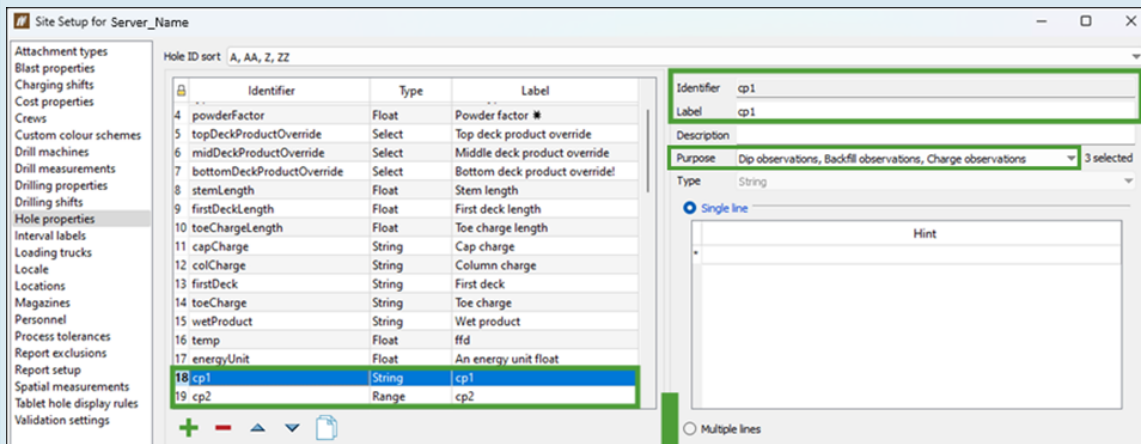 Site Setup for Server_Name
Attachment types
Blast properties
Charging shifts
Cost properties
Crews
Custom colour schemes
Drill machines
Drill measurements
Drilling properties
Drilling shifts
Hole properties
Interval labels
Loading trucks
Locale
Locations
Magazines
Personnel
Process tolerances
Report exclusions
Report setup
Spatial measurements
Tablet hole display rules
Validation settings
Hole ID sort A, AA, Z, ZZ
Identifier Type Label
4 powderFactor Float Powder factor ✱
5 topDeckProductOverride Select Top deck product override
6 midDeckProductOverride Select Middle deck product override
7 bottomDeckProductOverride Select Bottom deck product override!
8 stemLength Float Stem length
9 firstDeckLength Float First deck length
10 toeChargeLength Float Toe charge length
11 capCharge String Cap charge
12 colCharge String Column charge
13 firstDeck String First deck
14 toeCharge String Toe charge
15 wetProduct String Wet product
16 temp Float ffd
17 energyUnit Float An energy unit float
18 cp1 String cp1
19 cp2 Range cp2
Identifier cp1
Label cp1
Description
Purpose Dip observations, Backfill observations, Charge observations 3 selected
Type String
Single line
Hint
*
Multiple lines